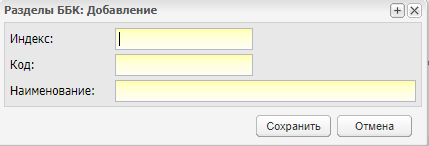 Разделы ББК: Добавление
Индекс:
Код:
Наименование:
Сохранить Отмена